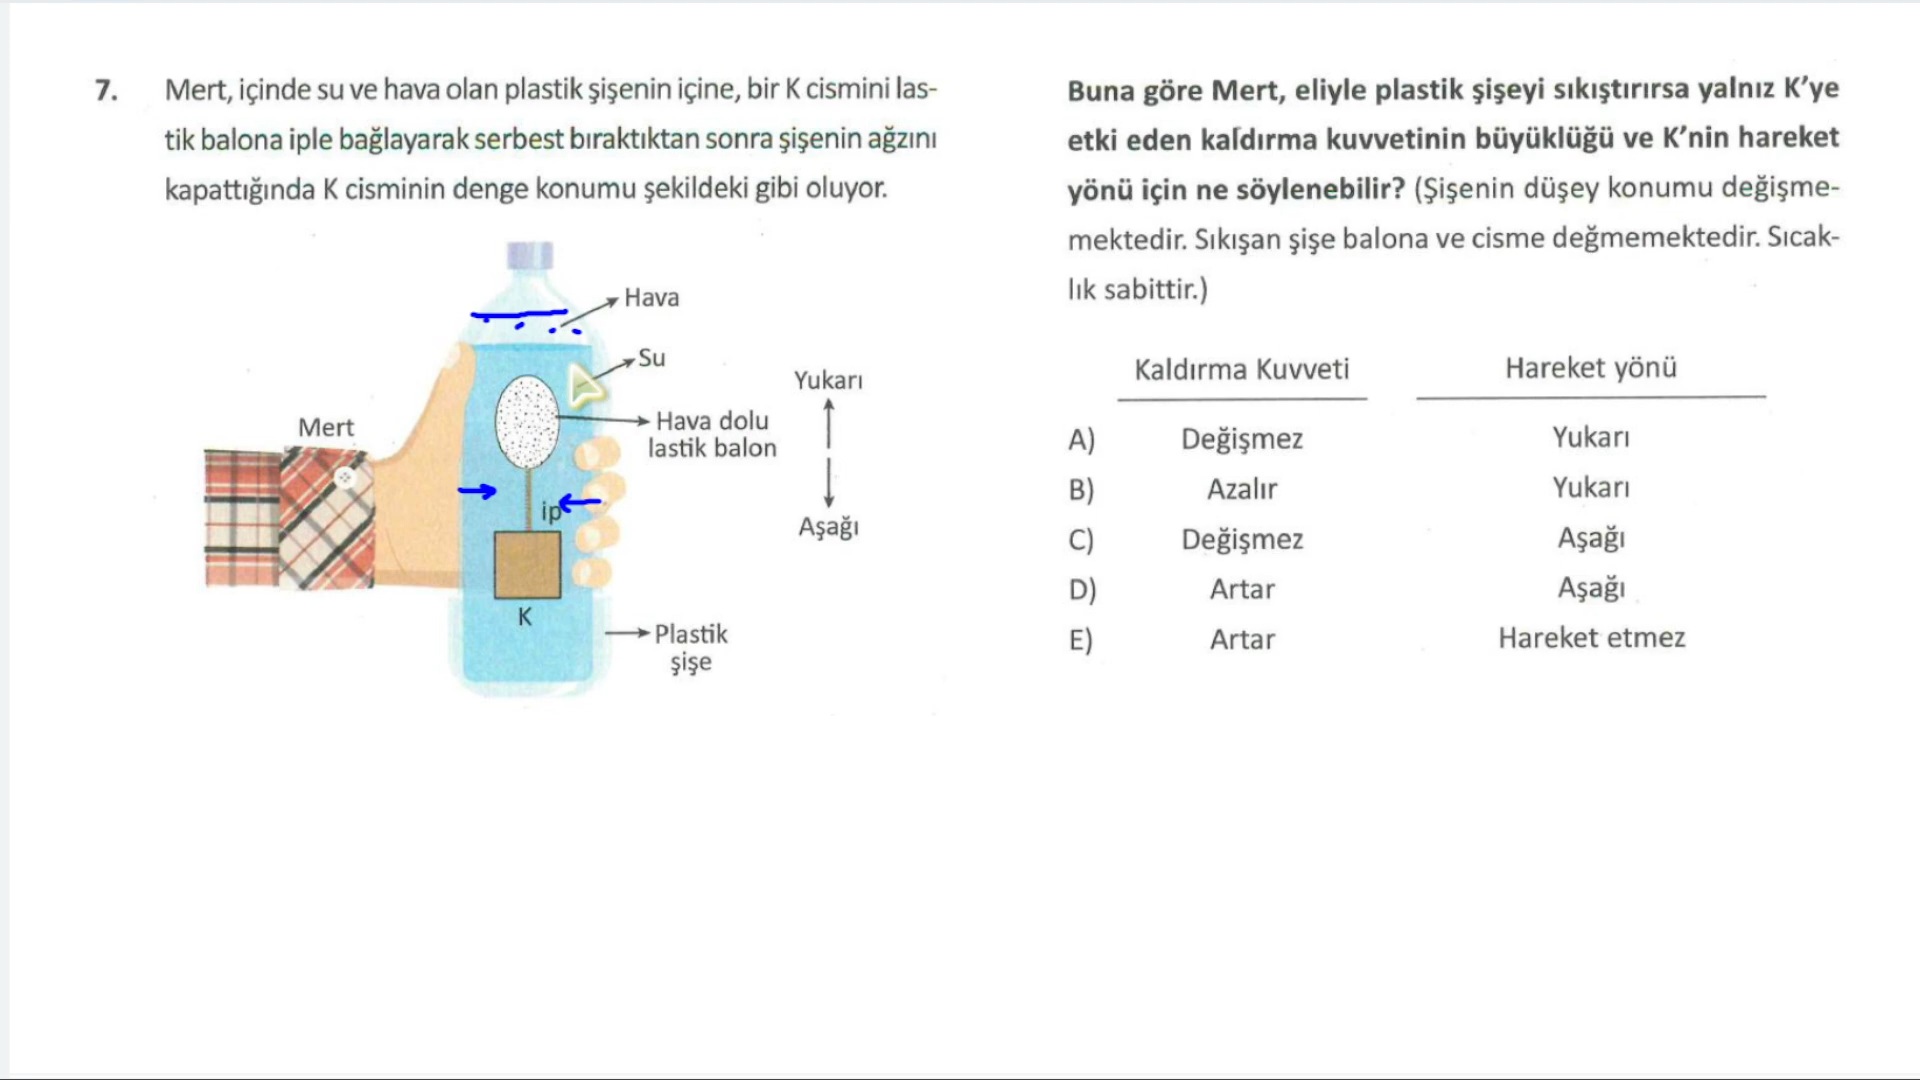 7. Mert, içinde su ve hava olan plastik şişenin içine, bir K cismini las-
tik balona iple bağlayarak serbest bıraktıktan sonra şişenin ağzını
kapattığında K cisminin denge konumu şekildeki gibi oluyor.
Hava
Su
Hava dolu
lastik balon
Mert
ip
K
Plastik
şişe
Yukarı
Aşağı
Buna göre Mert, eliyle plastik şişeyi sıkıştırırsa yalnız K’ye
etki eden kaldırma kuvvetinin büyüklüğü ve K’nin hareket
yönü için ne söylenebilir? (Şişenin düşey konumu değişme-
mektedir. Sıkışan şişe balona ve cisme değmemektedir. Sıcak-
lık sabittir.)
Kaldırma Kuvveti Hareket yönü
A) Değişmez Yukarı
B) Azalır Yukarı
C) Değişmez Aşağı
D) Artar Aşağı
E) Artar Hareket etmez